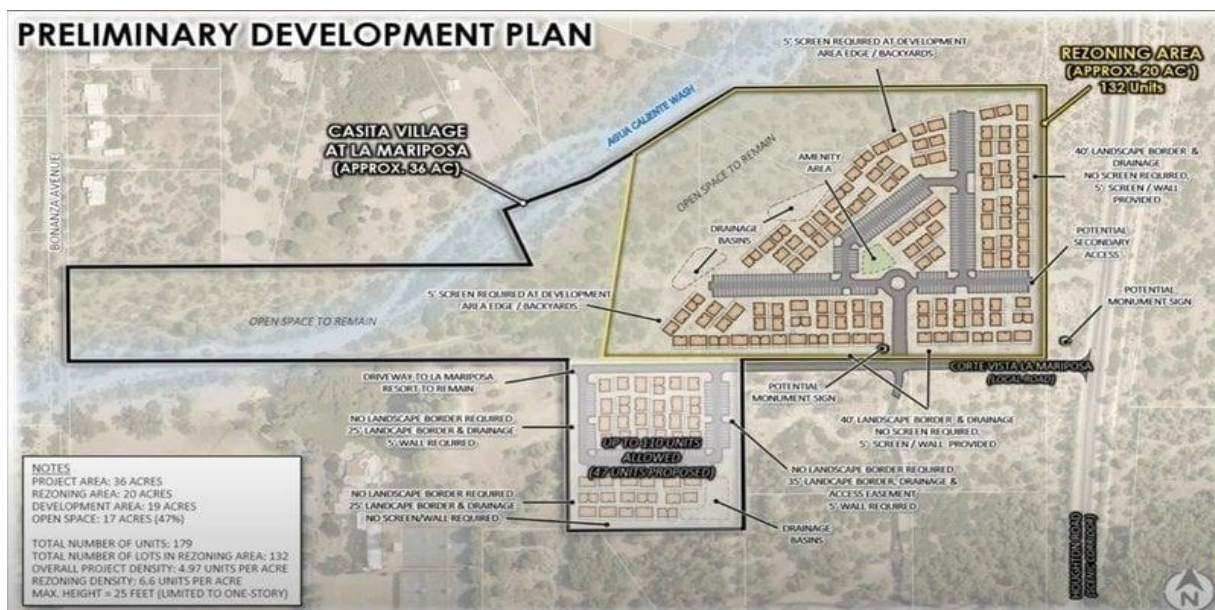 PRELIMINARY DEVELOPMENT PLAN
5' SCREEN REQUIRED AT DEVELOPMENT
AREA EDGE / BACKYARDS
REZONING AREA
(APPROX. 20 AC)
132 Units
AGUA CALIENTE WASH
CASITA VILLAGE
AT LA MARIPOSA
(APPROX. 36 AC)
BONANZA AVENUE
AMENITY
AREA
OPEN SPACE TO REMAIN
40' LANDSCAPE BORDER &
DRAINAGE
NO SCREEN REQUIRED,
5' SCREEN / WALL
PROVIDED
DRAINAGE
BASINS
POTENTIAL
SECONDARY
ACCESS
5' SCREEN REQUIRED AT DEVELOPMENT
AREA EDGE / BACKYARDS
POTENTIAL
MONUMENT SIGN
OPEN SPACE TO REMAIN
CORTE VISTA LA MARIPOSA
(LOCAL ROAD)
DRIVEWAY TO LA MARIPOSA
RESORT TO REMAIN
POTENTIAL
MONUMENT SIGN
NO LANDSCAPE BORDER REQUIRED
25' LANDCAPE BORDER & DRAINAGE
5' WALL REQUIRED
40' LANDSCAPE BORDER & DRAINAGE
NO SCREEN REQUIRED,
5' SCREEN / WALL PROVIDED
UP TO 110 UNITS
ALLOWED
(47 UNITS PROPOSED)
NO LANDSCAPE BORDER REQUIRED
35' LANDCAPE BORDER, DRAINAGE &
ACCESS EASEMENT
5' WALL REQUIRED
NO LANDSCAPE BORDER REQUIRED
25' LANDCAPE BORDER & DRAINAGE
NO SCREEN/WALL REQUIRED
DRAINAGE
BASINS
HOUGHTON ROAD
(SCENIC CORRIDOR)
NOTES
PROJECT AREA: 36 ACRES
REZONING AREA: 20 ACRES
DEVELOPMENT AREA: 19 ACRES
OPEN SPACE: 17 ACRES (47%)
TOTAL NUMBER OF UNITS: 179
TOTAL NUMBER OF LOTS IN REZONING AREA: 132
OVERALL PROJECT DENSITY: 4.97 UNITS PER ACRE
REZONING DENSITY: 6.6 UNITS PER ACRE
MAX. HEIGHT = 25 FEET (LIMITED TO ONE-STORY)
N